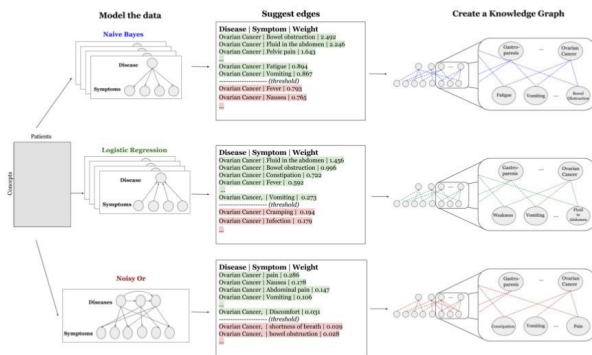 Model the data
Suggest edges
Create a Knowledge Graph
Naive Bayes
Disease
Symptoms
Disease | Symptom | Weight
Ovarian Cancer | Bowel obstruction | 2.492
Ovarian Cancer | Fluid in the abdomen | 2.246
Ovarian Cancer | Pelvic pain | 1.643
...
Ovarian Cancer | Fatigue | 0.894
Ovarian Cancer | Vomiting | 0.867
--------------------- (threshold)
Ovarian Cancer | Fever | 0.793
Ovarian Cancer | Nausea | 0.765
...
Gastro-
paresis
...
Ovarian
Cancer
Fatigue
Vomiting
...
Bowel
Obstruction
Patients
Concepts
Logistic Regression
Disease
Symptoms
Disease | Symptom | Weight
Ovarian Cancer | Fluid in the abdomen | 1.456
Ovarian Cancer | Bowel obstruction | 0.996
Ovarian Cancer | Constipation | 0.722
Ovarian Cancer | Fever | 0.592
...
Ovarian Cancer, | Vomiting | 0.273
--------------------- (threshold)
Ovarian Cancer | Cramping | 0.194
Ovarian Cancer | Infection | 0.179
...
Gastro-
paresis
...
Ovarian
Cancer
Weakness
Vomiting
...
Fluid
in
Abdomen
Noisy Or
Diseases
Symptoms
Disease | Symptom | Weight
Ovarian Cancer | pain | 0.286
Ovarian Cancer | Nausea | 0.178
Ovarian Cancer | Abdominal pain | 0.147
Ovarian Cancer | Vomiting | 0.106
...
Ovarian Cancer, | Discomfort | 0.031
--------------------- (threshold)
Ovarian Cancer, | shortness of breath | 0.029
Ovarian Cancer, | bowel obstruction | 0.028
...
Gastro-
paresis
...
Ovarian
Cancer
Constipation
Vomiting
...
Pain